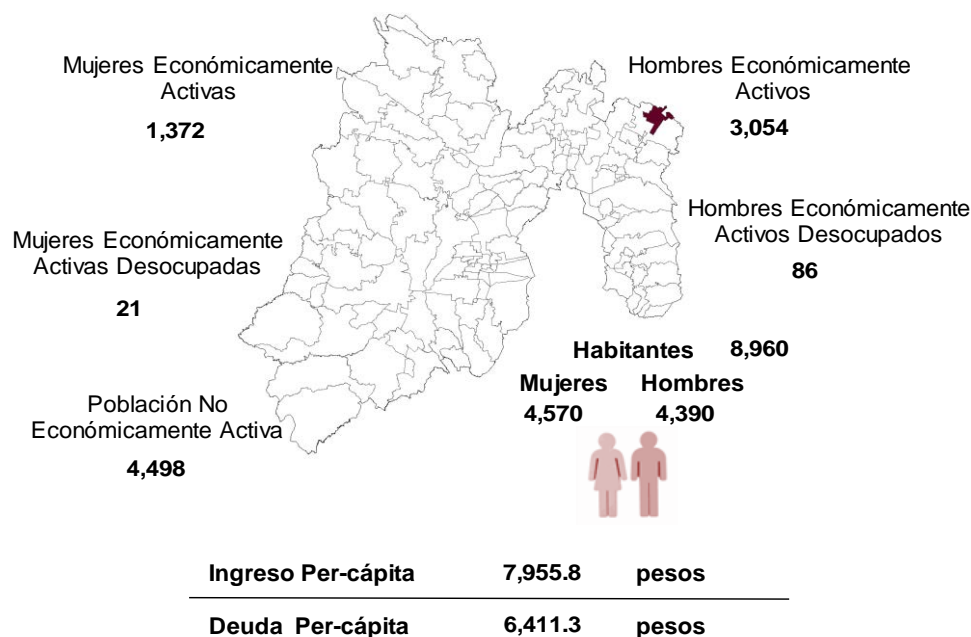 Mujeres Económicamente
Activas
1,372
Hombres Económicamente
Activos
3,054
Mujeres Económicamente
Activas Desocupadas
21
Hombres Económicamente
Activos Desocupados
86
Habitantes 8,960
Mujeres Hombres
4,570 4,390
Población No
Económicamente Activa
4,498
Ingreso Per-cápita 7,955.8 pesos
Deuda Per-cápita 6,411.3 pesos